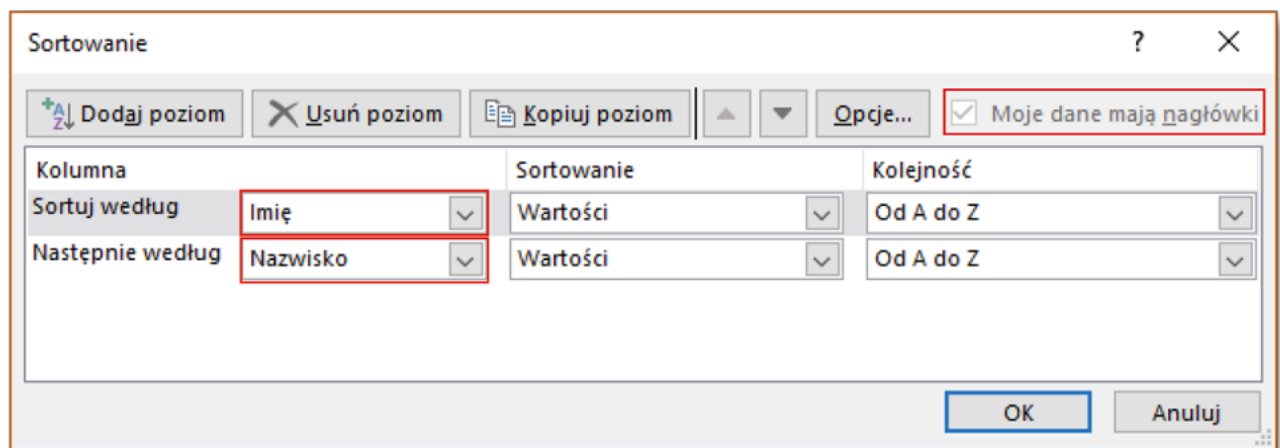 Sortowanie ?
Dodaj poziom Usuń poziom Kopiuj poziom Opcje... Moje dane mają nagłówki
Kolumna Sortowanie Kolejność
Sortuj według Imię Wartości Od A do Z
Następnie według Nazwisko Wartości Od A do Z
OK Anuluj